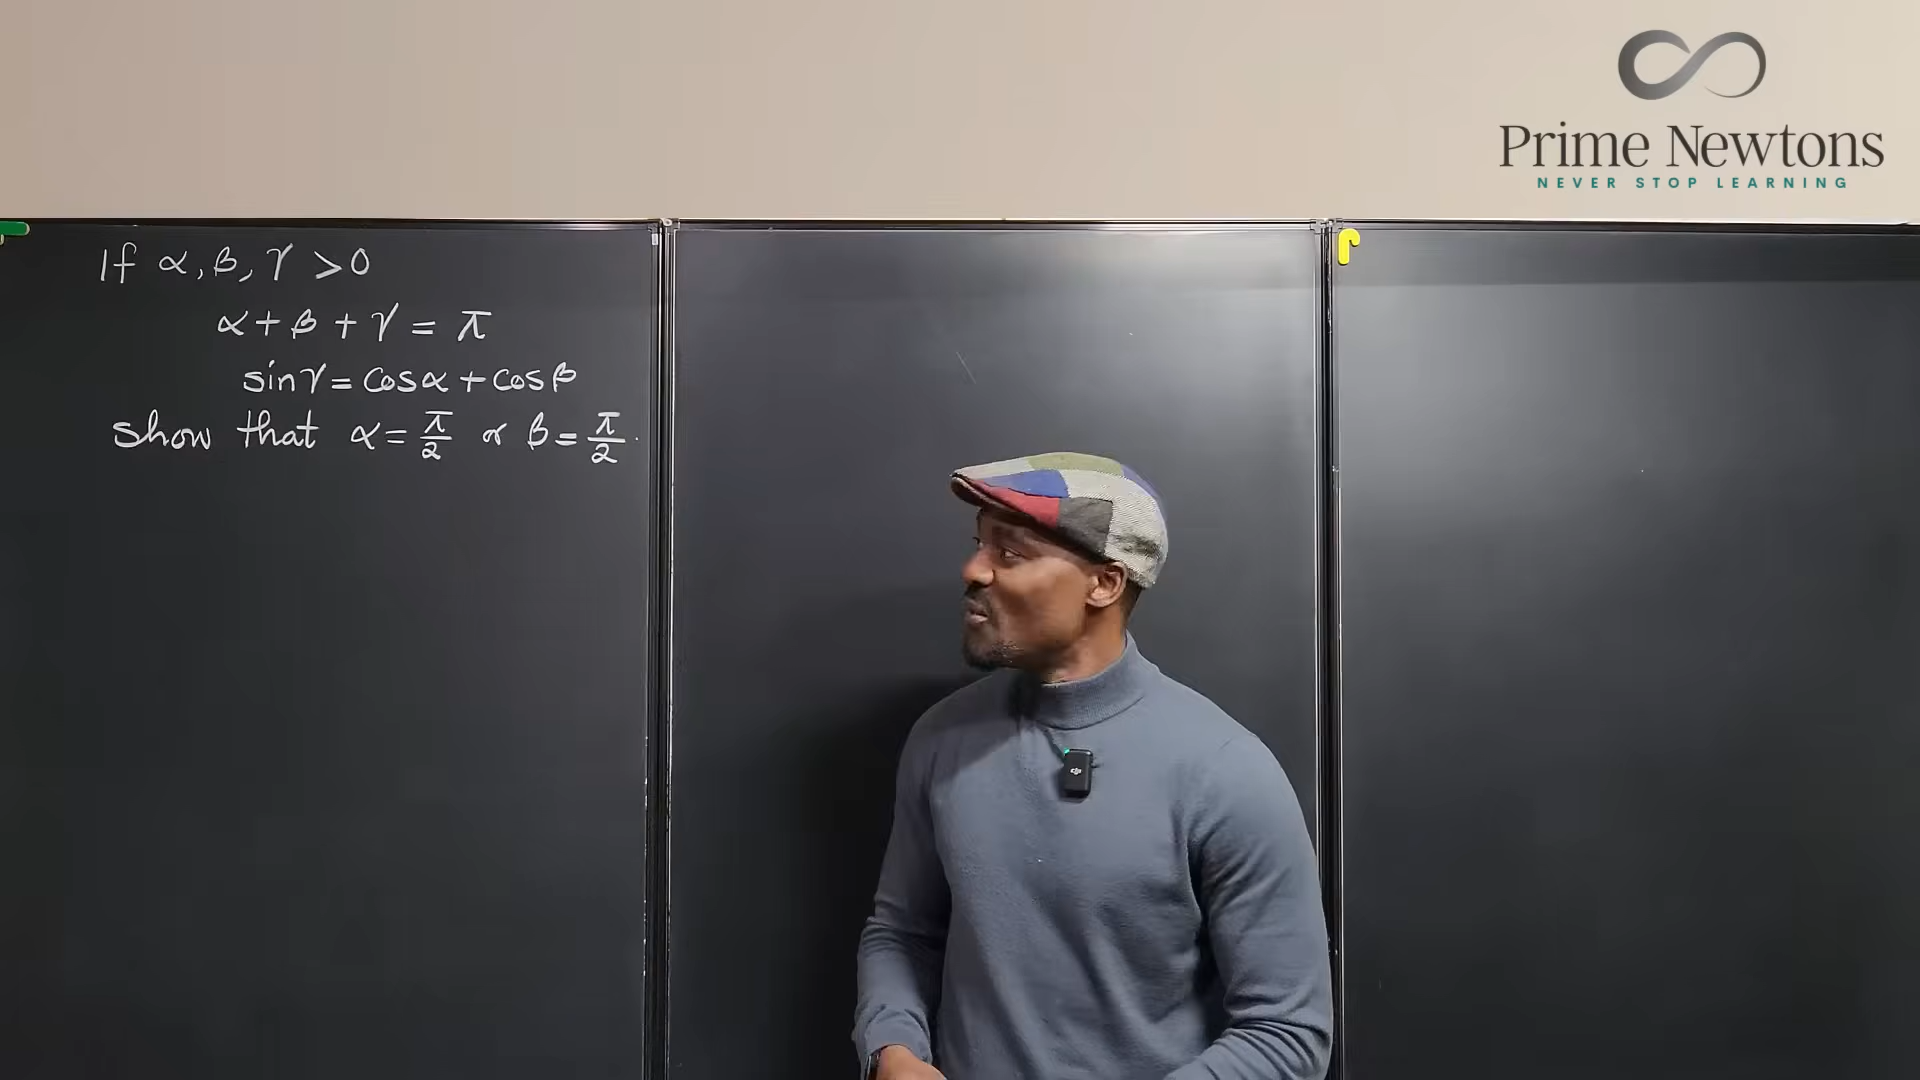 Prime Newtons
NEVER STOP LEARNING
If α, β, γ > 0
α + β + γ = π
sin γ = cos α + cos β
show that α = π/2 or β = π/2.